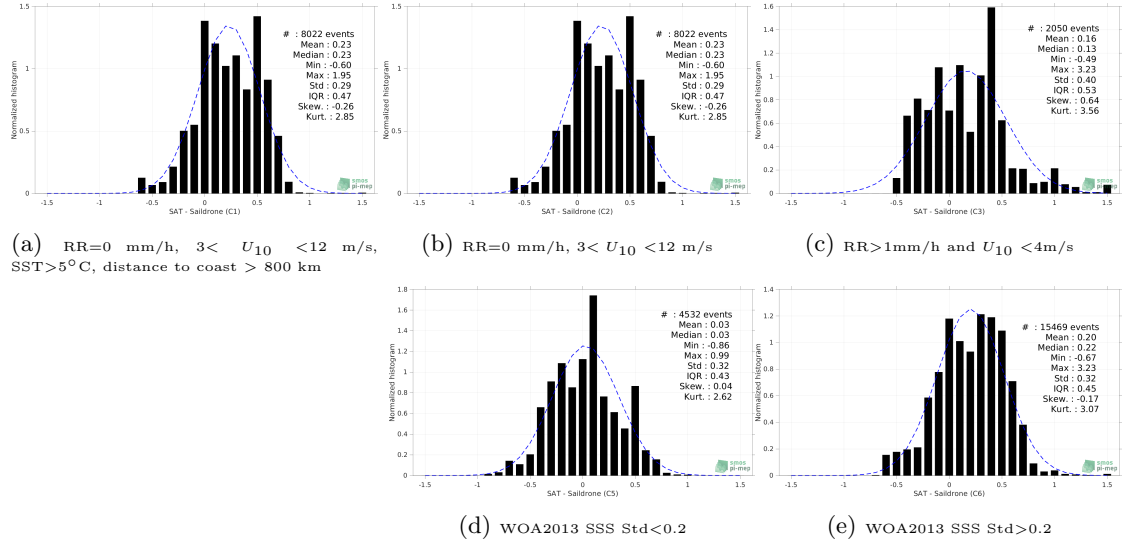 # : 8022 events
Mean : 0.23
Median : 0.23
Min : -0.60
Max : 1.95
Std : 0.29
IQR : 0.47
Skew. : -0.26
Kurt. : 2.85
Normalized histogram
1.5
1
0.5
0
-1.5 -1 -0.5 0 0.5 1 1.5
SAT - Saildrone (C1)
smos
pi-mep
(a) RR=0 mm/h, 3< U10 <12 m/s,
SST>5°C, distance to coast > 800 km
# : 8022 events
Mean : 0.23
Median : 0.23
Min : -0.60
Max : 1.95
Std : 0.29
IQR : 0.47
Skew. : -0.26
Kurt. : 2.85
Normalized histogram
1.5
1
0.5
0
-1.5 -1 -0.5 0 0.5 1 1.5
SAT - Saildrone (C2)
smos
pi-mep
(b) RR=0 mm/h, 3< U10 <12 m/s
# : 2050 events
Mean : 0.16
Median : 0.13
Min : -0.49
Max : 3.23
Std : 0.40
IQR : 0.53
Skew. : 0.64
Kurt. : 3.56
Normalized histogram
1.6
1.4
1.2
1
0.8
0.6
0.4
0.2
0
-1.5 -1 -0.5 0 0.5 1 1.5
SAT - Saildrone (C3)
smos
pi-mep
(c) RR>1mm/h and U10 <4m/s
# : 4532 events
Mean : 0.03
Median : 0.03
Min : -0.86
Max : 0.99
Std : 0.32
IQR : 0.43
Skew. : 0.04
Kurt. : 2.62
Normalized histogram
1.8
1.6
1.4
1.2
1
0.8
0.6
0.4
0.2
0
-1.5 -1 -0.5 0 0.5 1 1.5
SAT - Saildrone (C5)
smos
pi-mep
(d) WOA2013 SSS Std<0.2
# : 15469 events
Mean : 0.20
Median : 0.22
Min : -0.67
Max : 3.23
Std : 0.32
IQR : 0.45
Skew. : -0.17
Kurt. : 3.07
Normalized histogram
1.4
1.2
1
0.8
0.6
0.4
0.2
0
-1.5 -1 -0.5 0 0.5 1 1.5
SAT - Saildrone (C6)
smos
pi-mep
(e) WOA2013 SSS Std>0.2